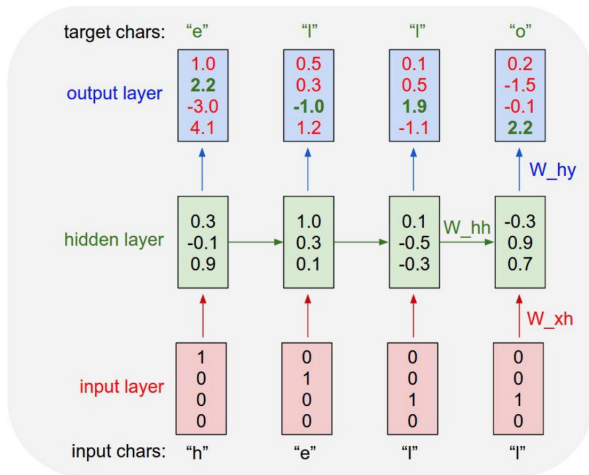 target chars: “e” “l” “l” “o”
1.0 0.5 0.1 0.2
2.2 0.3 0.5 -1.5
output layer
-3.0 -1.0 1.9 -0.1
4.1 1.2 -1.1 2.2
W_hy
0.3 1.0 0.1 -0.3
hidden layer -0.1 0.3 -0.5 W_hh 0.9
0.9 0.1 -0.3 0.7
W_xh
1 0 0 0
0 1 0 0
input layer
0 0 1 1
0 0 0 0
input chars: “h” “e” “l” “l”